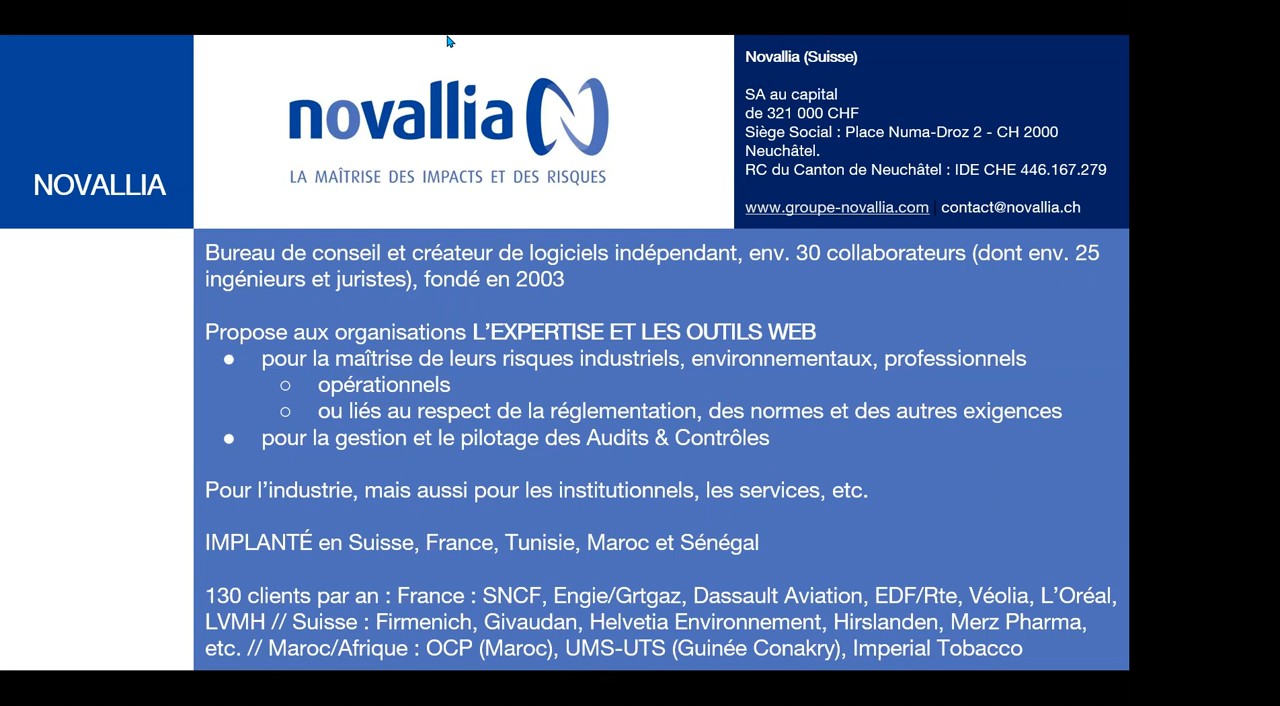 NOVALLIA
novallia
LA MAÎTRISE DES IMPACTS ET DES RISQUES
Novallia (Suisse)
SA au capital
de 321 000 CHF
Siège Social : Place Numa-Droz 2 - CH 2000
Neuchâtel.
RC du Canton de Neuchâtel : IDE CHE 446.167.279
www.groupe-novallia.com | contact@novallia.ch
Bureau de conseil et créateur de logiciels indépendant, env. 30 collaborateurs (dont env. 25
ingénieurs et juristes), fondé en 2003
Propose aux organisations L’EXPERTISE ET LES OUTILS WEB
● pour la maîtrise de leurs risques industriels, environnementaux, professionnels
○ opérationnels
○ ou liés au respect de la réglementation, des normes et des autres exigences
● pour la gestion et le pilotage des Audits & Contrôles
Pour l’industrie, mais aussi pour les institutionnels, les services, etc.
IMPLANTÉ en Suisse, France, Tunisie, Maroc et Sénégal
130 clients par an : France : SNCF, Engie/Grtgaz, Dassault Aviation, EDF/Rte, Véolia, L’Oréal,
LVMH // Suisse : Firmenich, Givaudan, Helvetia Environnement, Hirslanden, Merz Pharma,
etc. // Maroc/Afrique : OCP (Maroc), UMS-UTS (Guinée Conakry), Imperial Tobacco